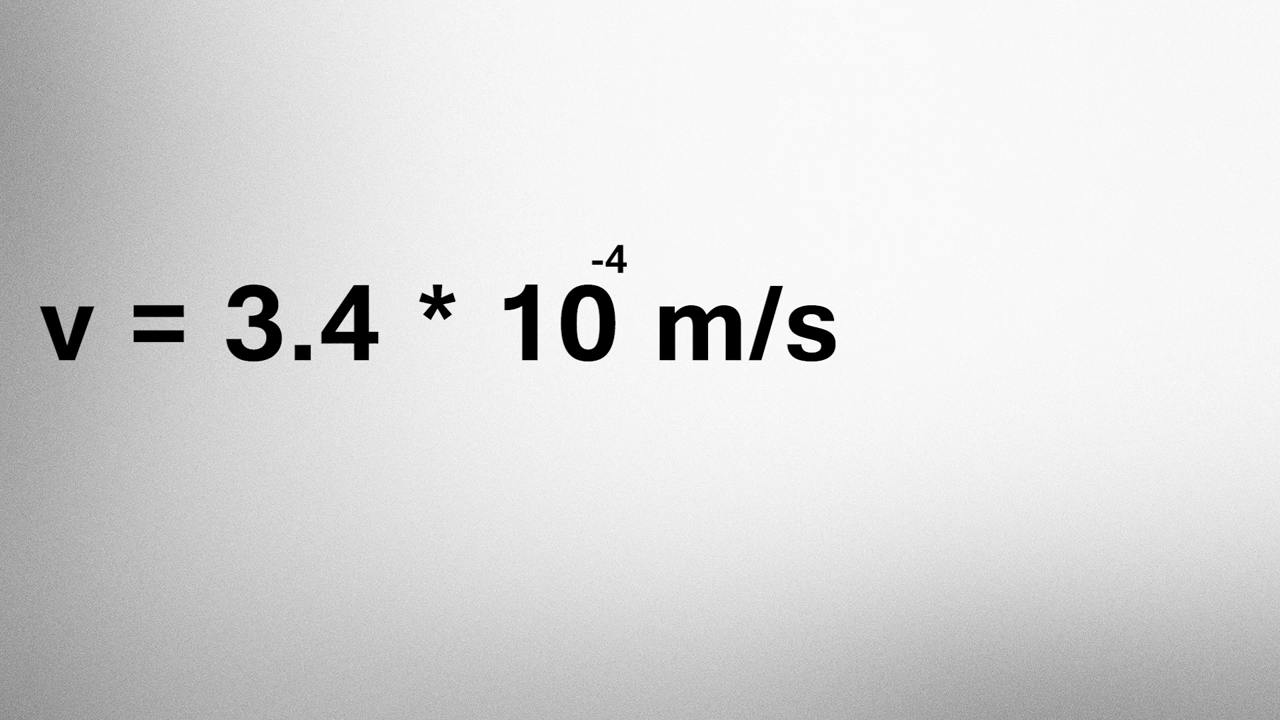 v = 3.4 * 10⁻⁴ m/s